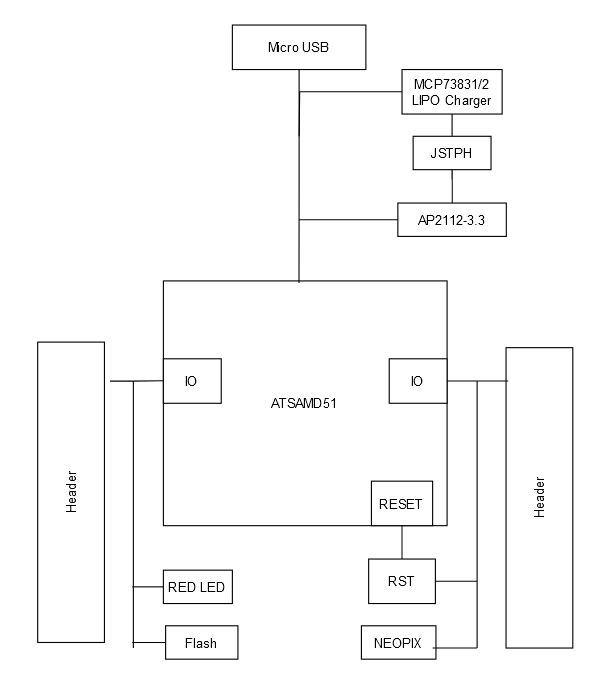 Micro USB
MCP73831/2
LIPO Charger
JSTPH
AP2112-3.3
IO
IO
ATSAMD51
Header
Header
RESET
RED LED
RST
Flash
NEOPIX